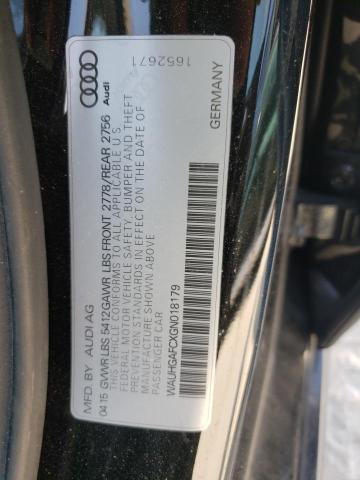 Audi
1652671
GERMANY
MFD. BY AUDI AG
04 15 GVWR LBS 5412 GAWR LBS FRONT 2778/REAR 2756
THIS VEHICLE CONFORMS TO ALL APPLICABLE U.S.
FEDERAL MOTOR VEHICLE SAFETY, BUMPER AND THEFT
PREVENTION STANDARDS IN EFFECT ON THE DATE OF
MANUFACTURE SHOWN ABOVE
PASSENGER CAR
WAUHGAFCXGN018179